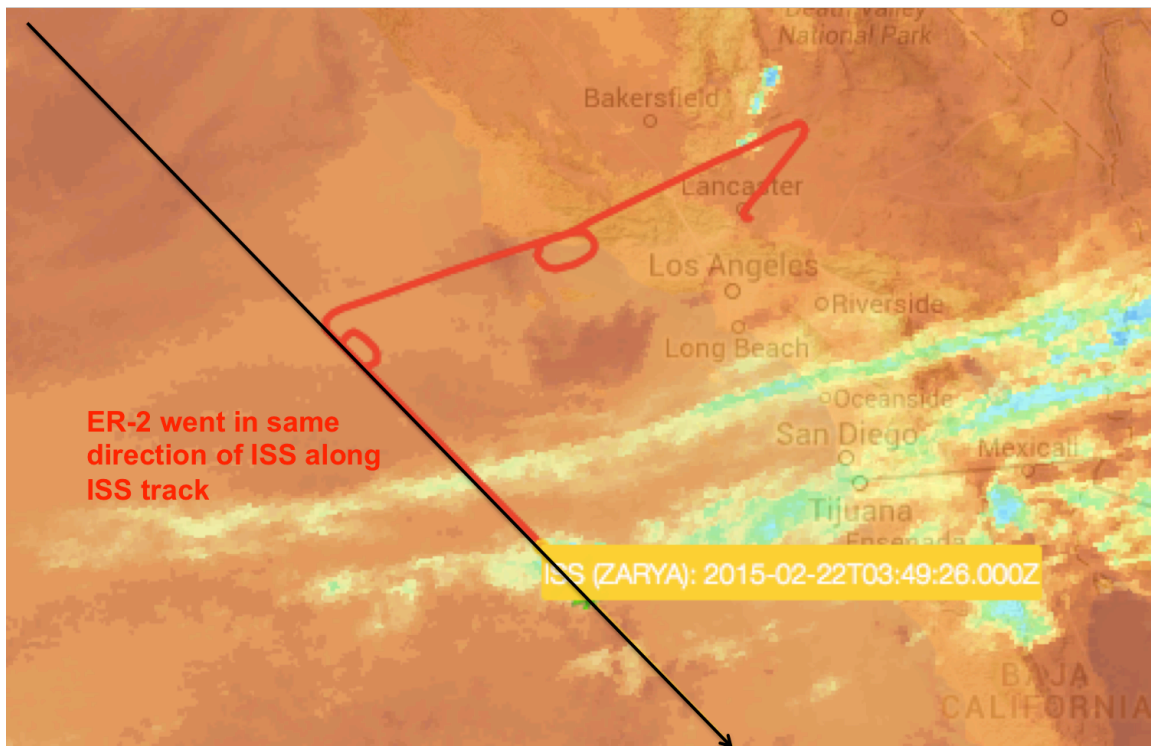 Death Valley
National Park
Bakersfield
Lancaster
Los Angeles
Riverside
Long Beach
ER-2 went in same
direction of ISS along
ISS track
Oceanside
San Diego
Mexicali
Tijuana
Ensenada
ISS (ZARYA): 2015-02-22T03:49:26.000Z
BAJA
CALIFORNIA